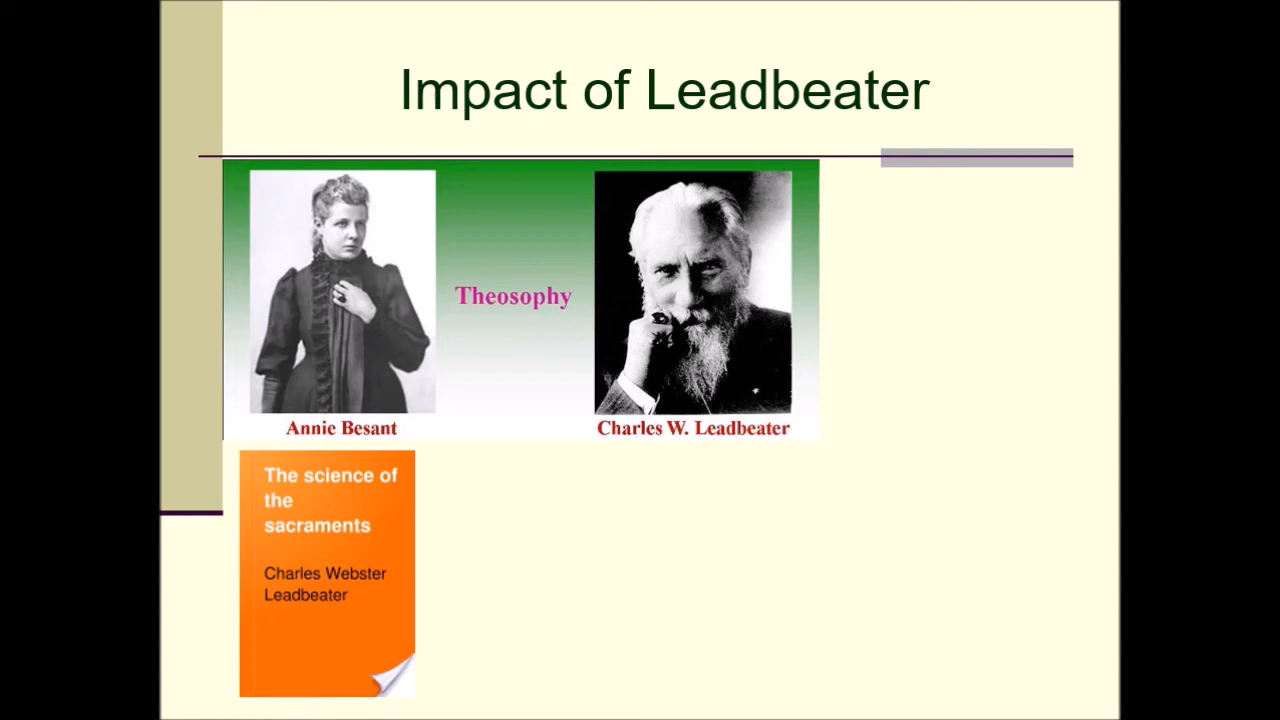 Impact of Leadbeater
Theosophy
Annie Besant
Charles W. Leadbeater
The science of
the
sacraments
Charles Webster
Leadbeater